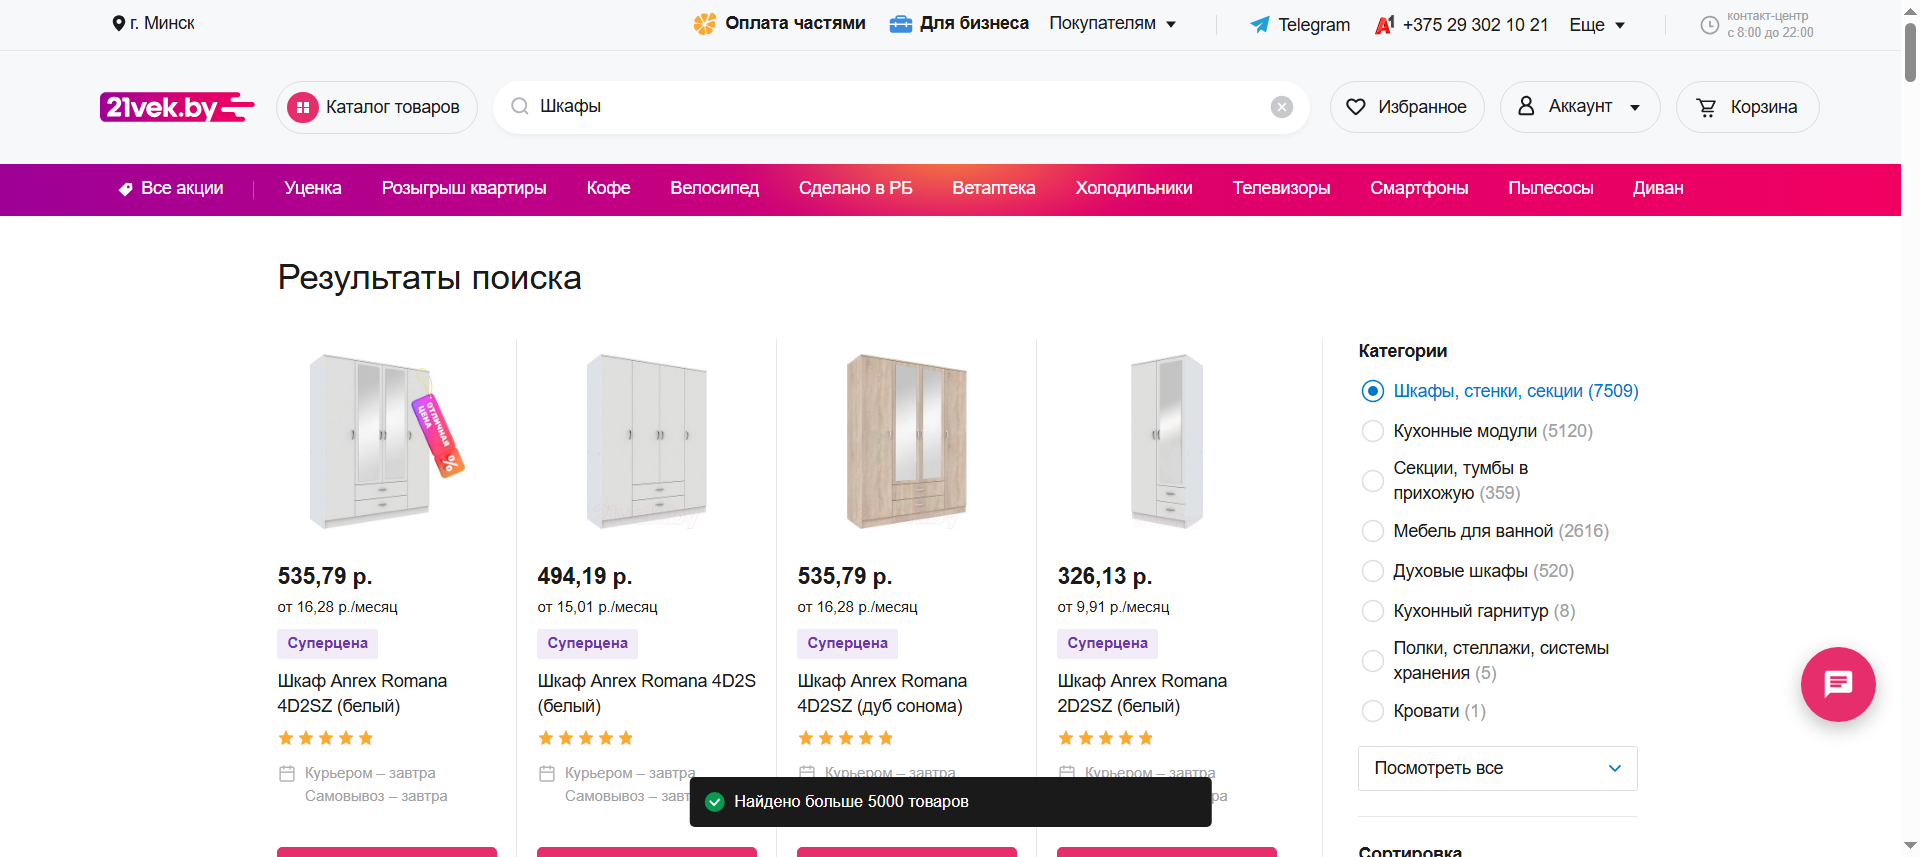 г. Минск
Оплата частями
Для бизнеса
Покупателям
Telegram
A1
+375 29 302 10 21
Еще
контакт-центр
с 8:00 до 22:00
21vek.by
Каталог товаров
Шкафы
Избранное
Аккаунт
Корзина
Все акции
Уценка
Розыгрыш квартиры
Кофе
Велосипед
Сделано в РБ
Ветаптека
Холодильники
Телевизоры
Смартфоны
Пылесосы
Диван
Результаты поиска
ОТЛИЧНАЯ
ЦЕНА
%
535,79 р.
от 16,28 р./месяц
Суперцена
Шкаф Anrex Romana
4D2SZ (белый)
Курьером – завтра
Самовывоз – завтра
494,19 р.
от 15,01 р./месяц
Суперцена
Шкаф Anrex Romana 4D2S
(белый)
Курьером – завтра
Самовывоз – завт
535,79 р.
от 16,28 р./месяц
Суперцена
Шкаф Anrex Romana
4D2SZ (дуб сонома)
Курьером – завтра
326,13 р.
от 9,91 р./месяц
Суперцена
Шкаф Anrex Romana
2D2SZ (белый)
Курьером – завтра
ра
Найдено больше 5000 товаров
Категории
Шкафы, стенки, секции (7509)
Кухонные модули (5120)
Секции, тумбы в
прихожую (359)
Мебель для ванной (2616)
Духовые шкафы (520)
Кухонный гарнитур (8)
Полки, стеллажи, системы
хранения (5)
Кровати (1)
Посмотреть все
Сортировка